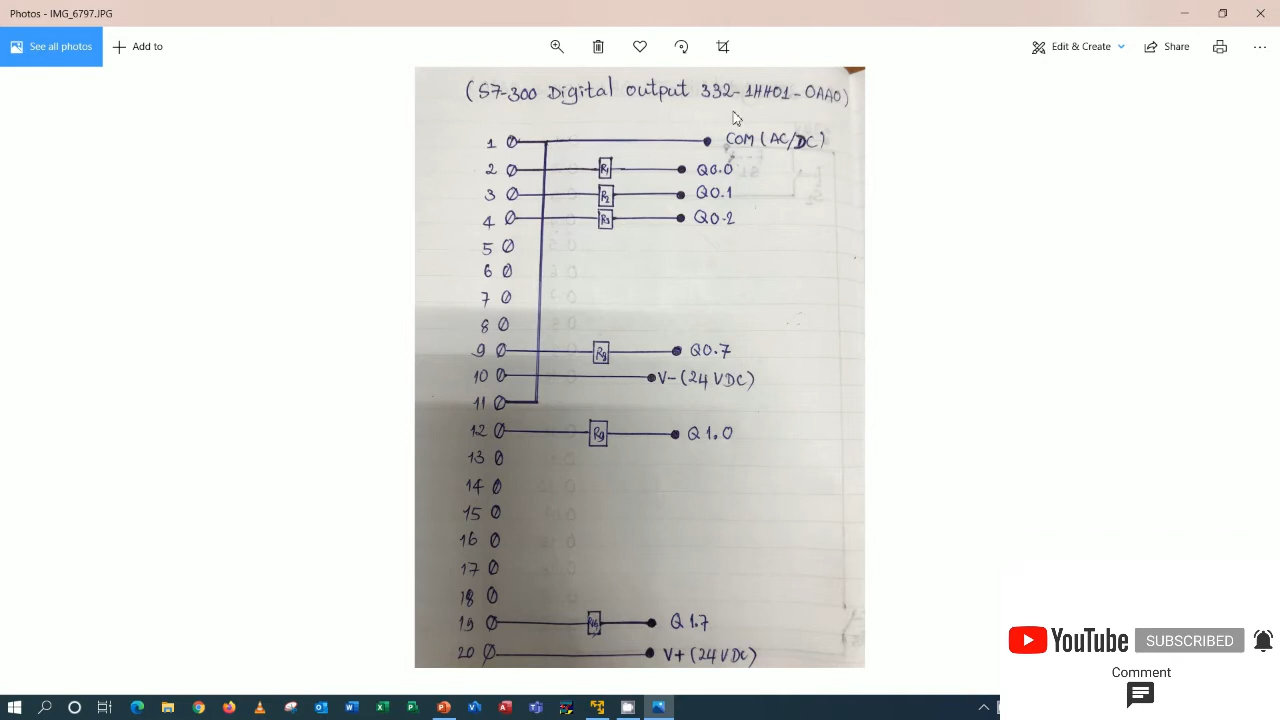 Photos - IMG_6797.JPG
See all photos
Add to
Edit & Create
Share
(S7-300 Digital output 332-1HH01-0AA0)
1 COM (AC/DC)
2 R1 Q0.0
3 R2 Q0.1
4 R3 Q0.2
5
6
7
8
9 R8 Q0.7
10 V- (24 VDC)
11
12 R9 Q1.0
13
14
15
16
17
18
19 Q1.7
20 V+ (24VDC)
YouTube SUBSCRIBED
Comment